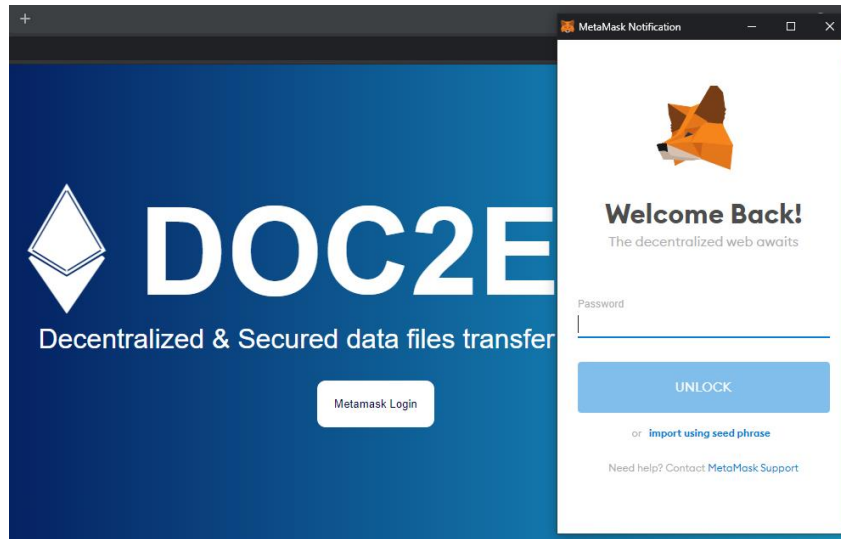 MetaMask Notification
DOC2E
Decentralized & Secured data files transfer
Metamask Login
Welcome Back!
The decentralized web awaits
Password
UNLOCK
or import using seed phrase
Need help? Contact MetaMask Support